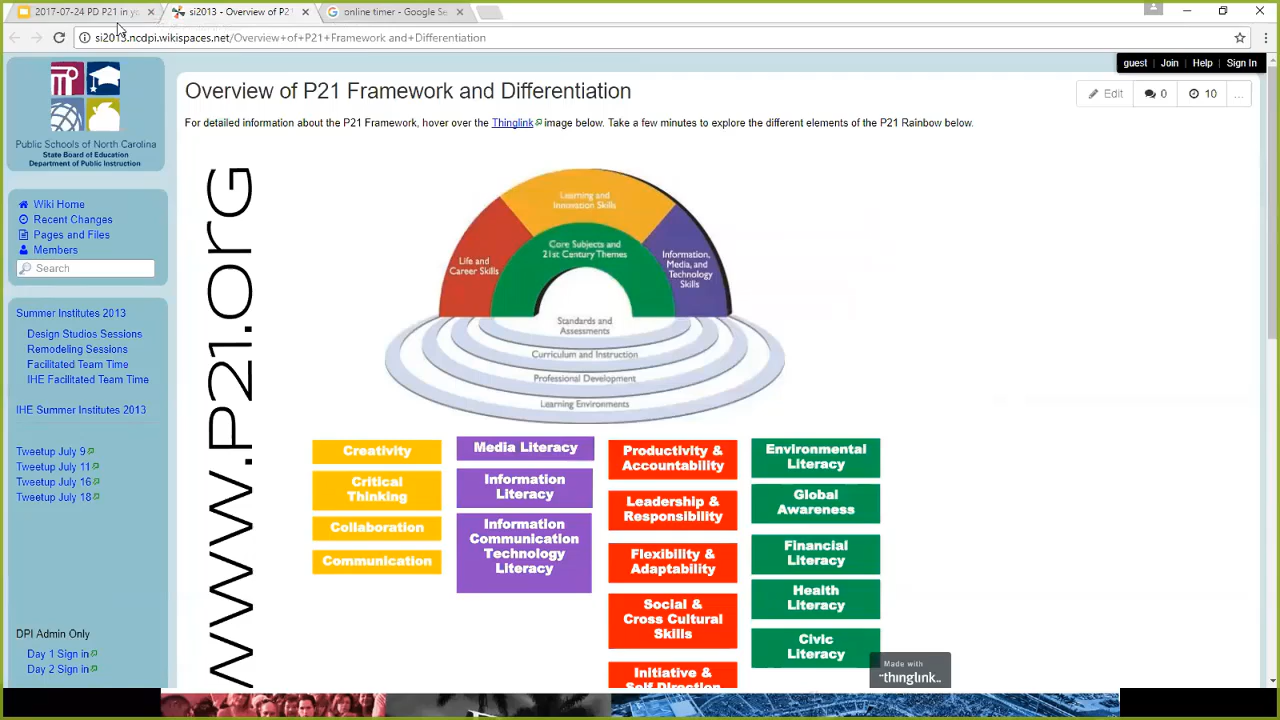 2017-07-24 PD P21 in yo
si2013 - Overview of P21
online timer - Google Se
si2013.ncdpi.wikispaces.net/Overview+of+P21+Framework and+Differentiation
guest | Join | Help | Sign In
Public Schools of North Carolina
State Board of Education
Department of Public Instruction
Wiki Home
Recent Changes
Pages and Files
Members
Search
Summer Institutes 2013
Design Studios Sessions
Remodeling Sessions
Facilitated Team Time
IHE Facilitated Team Time
IHE Summer Institutes 2013
Tweetup July 9
Tweetup July 11
Tweetup July 16
Tweetup July 18
DPI Admin Only
Day 1 Sign in
Day 2 Sign in
Overview of P21 Framework and Differentiation
Edit
0
10
...
For detailed information about the P21 Framework, hover over the Thinglink image below. Take a few minutes to explore the different elements of the P21 Rainbow below.
WWW.P21.ORG
Learning and
Innovation Skills
Core Subjects and
21st Century Themes
Life and
Career Skills
Information,
Media, and
Technology
Skills
Standards and
Assessments
Curriculum and Instruction
Professional Development
Learning Environments
Creativity
Critical
Thinking
Collaboration
Communication
Media Literacy
Information
Literacy
Information
Communication
Technology
Literacy
Productivity &
Accountability
Leadership &
Responsibility
Flexibility &
Adaptability
Social &
Cross Cultural
Skills
Initiative &
Self Direction
Environmental
Literacy
Global
Awareness
Financial
Literacy
Health
Literacy
Civic
Literacy
Made with
thinglink..